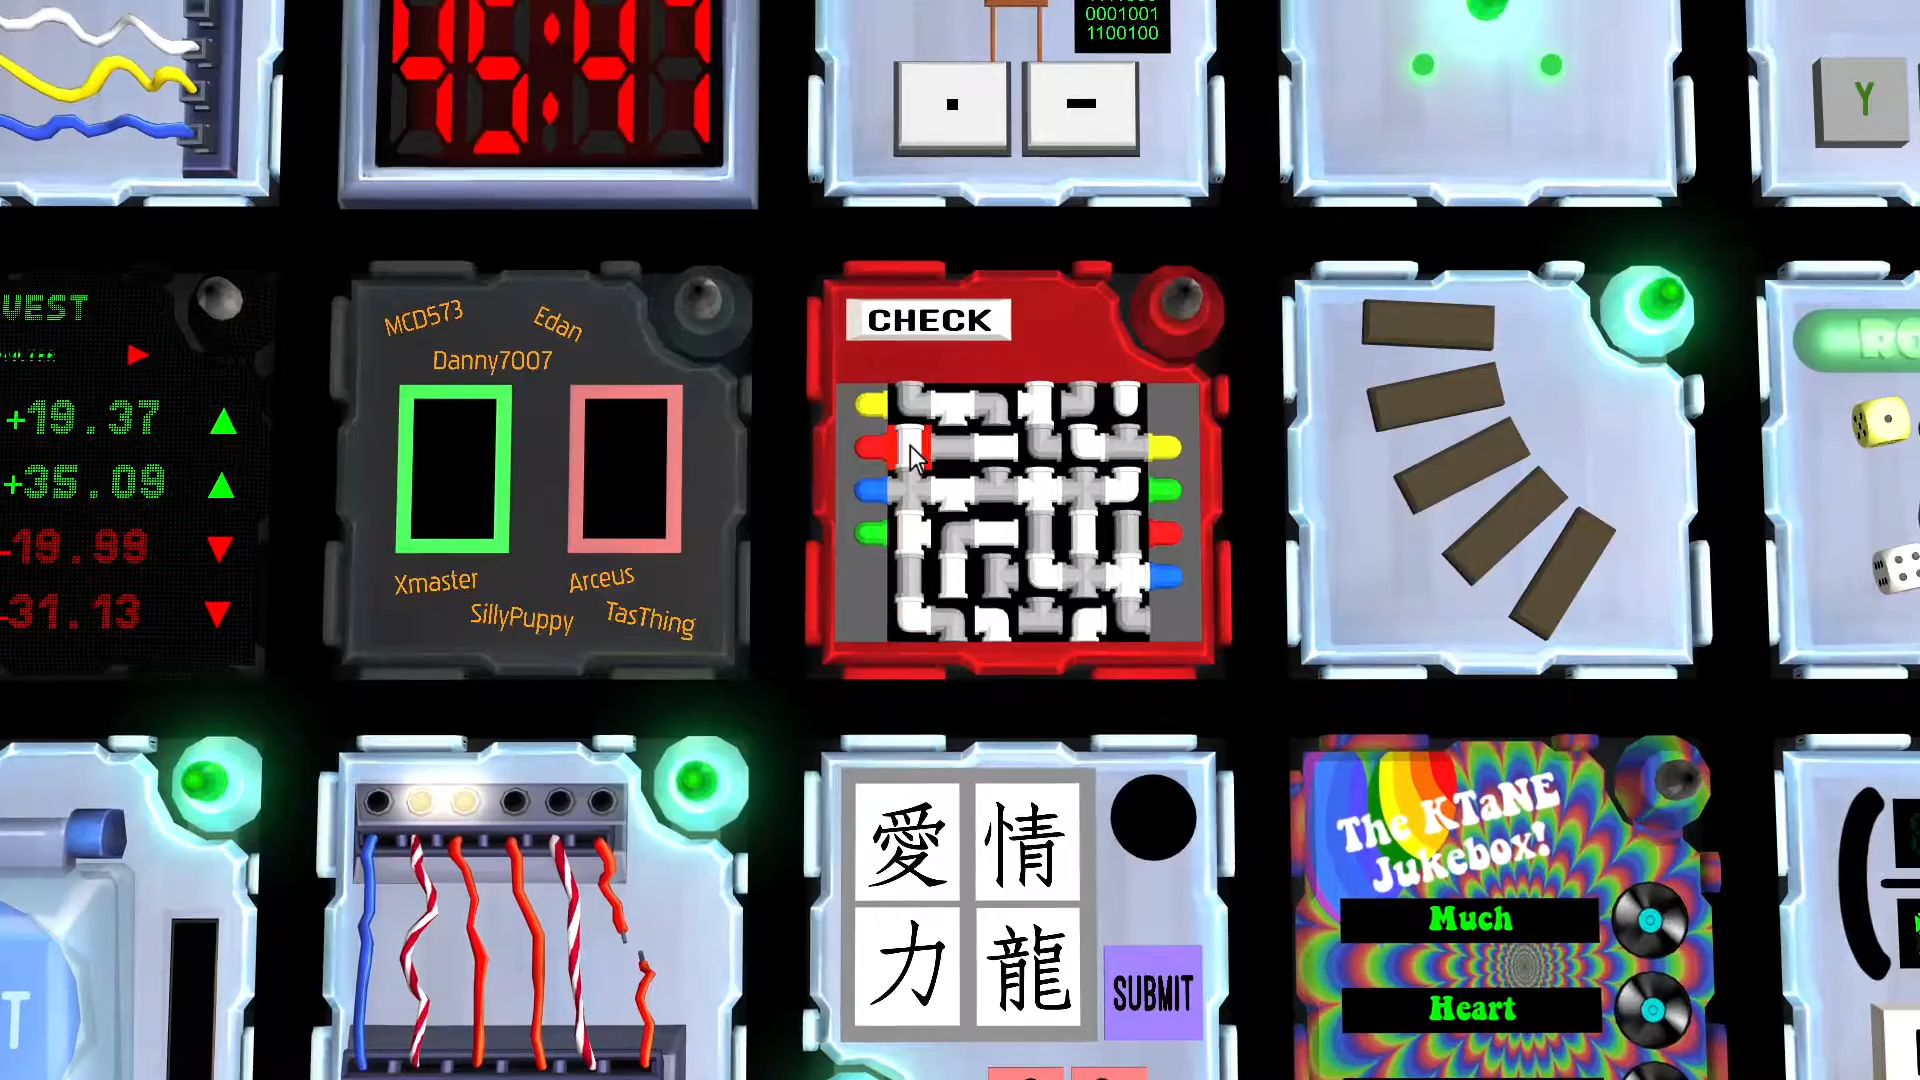 0001001
1100100
Y
MCD573
Edan
Danny7007
CHECK
+19.37
+35.09
-19.99
-31.13
Xmaster
Arceus
SillyPuppy
TasThing
愛 情
力 龍
SUBMIT
The KTaNE
Jukebox!
Much
Heart
T